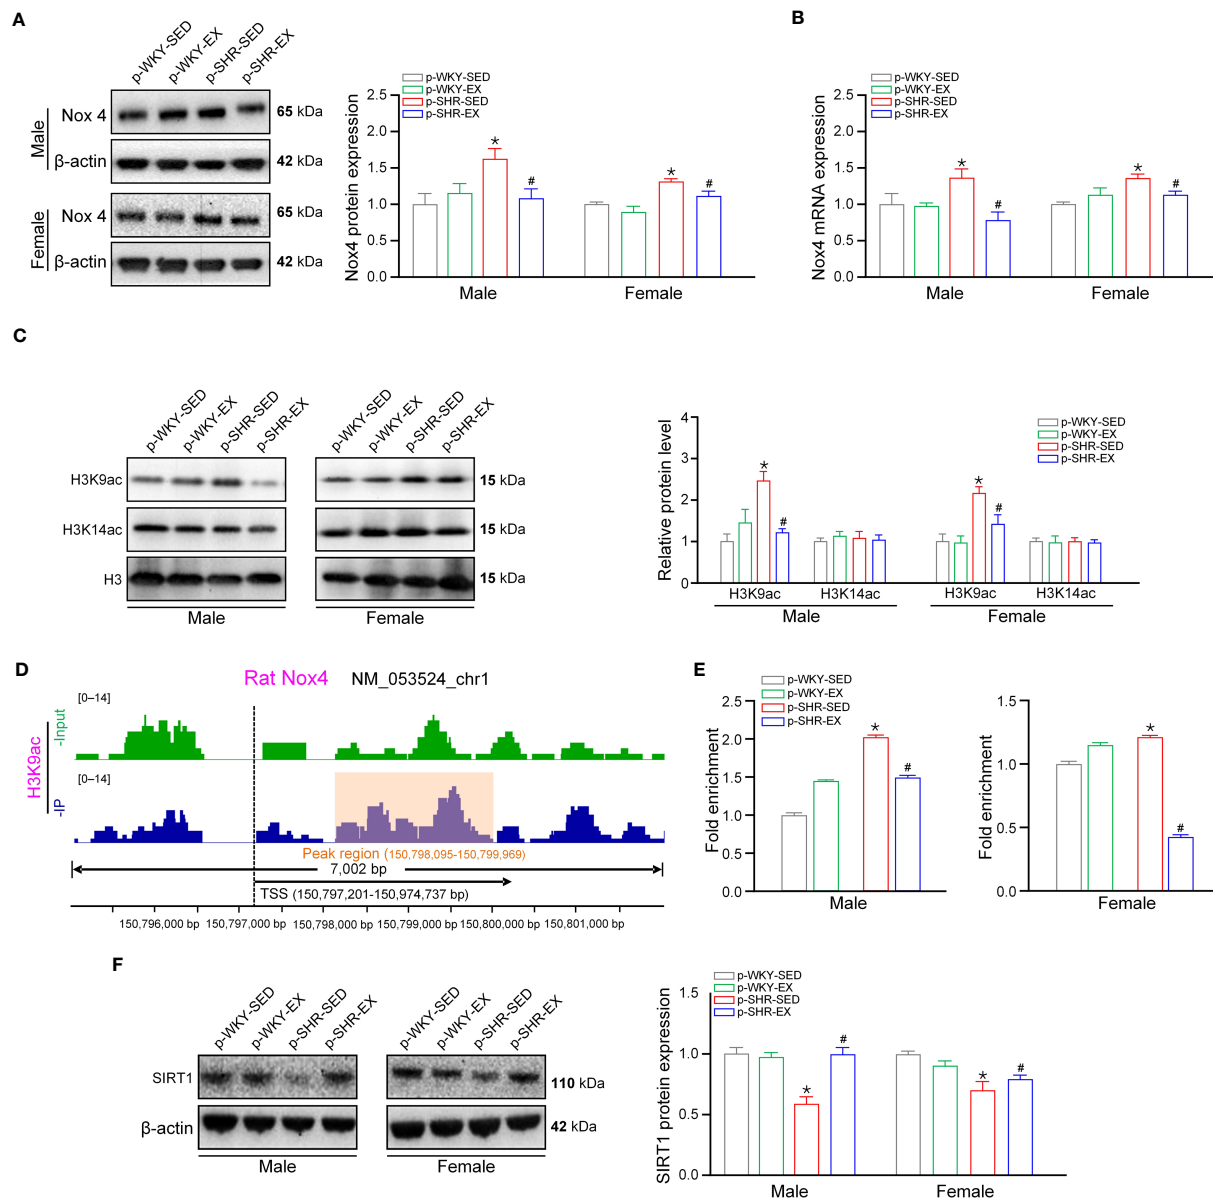 A
p-WKY-SED
p-WKY-EX
p-SHR-SED
p-SHR-EX
Male
Nox 4
65 kDa
β-actin
42 kDa
Female
Nox 4
65 kDa
β-actin
42 kDa
p-WKY-SED
p-WKY-EX
p-SHR-SED
p-SHR-EX
Nox4 protein expression
2.5
2.0
1.5
1.0
0.5
0.0
*
#
*
#
Male
Female
B
p-WKY-SED
p-WKY-EX
p-SHR-SED
p-SHR-EX
Nox4 mRNA expression
2.5
2.0
1.5
1.0
0.5
0.0
*
#
*
#
Male
Female
C
p-WKY-SED
p-WKY-EX
p-SHR-SED
p-SHR-EX
p-WKY-SED
p-WKY-EX
p-SHR-SED
p-SHR-EX
H3K9ac
15 kDa
H3K14ac
15 kDa
H3
15 kDa
Male
Female
Relative protein level
4
3
2
1
0
p-WKY-SED
p-WKY-EX
p-SHR-SED
p-SHR-EX
*
#
*
#
H3K9ac
H3K14ac
H3K9ac
H3K14ac
Male
Female
D
Rat Nox4 NM_053524_chr1
[0–14]
-Input
H3K9ac
[0–14]
-IP
Peak region (150,798,095-150,799,969)
7,002 bp
TSS (150,797,201-150,974,737 bp)
150,796,000 bp 150,797,000 bp 150,798,000 bp 150,799,000 bp 150,800,000 bp 150,801,000 bp
E
p-WKY-SED
p-WKY-EX
p-SHR-SED
p-SHR-EX
Fold enrichment
2.5
2.0
1.5
1.0
0.5
0.0
*
#
Male
Fold enrichment
1.5
1.0
0.5
0.0
*
#
Female
F
p-WKY-SED
p-WKY-EX
p-SHR-SED
p-SHR-EX
p-WKY-SED
p-WKY-EX
p-SHR-SED
p-SHR-EX
SIRT1
110 kDa
β-actin
42 kDa
Male
Female
p-WKY-SED
p-WKY-EX
p-SHR-SED
p-SHR-EX
SIRT1 protein expression
1.5
1.0
0.5
0.0
*
#
*
#
Male
Female